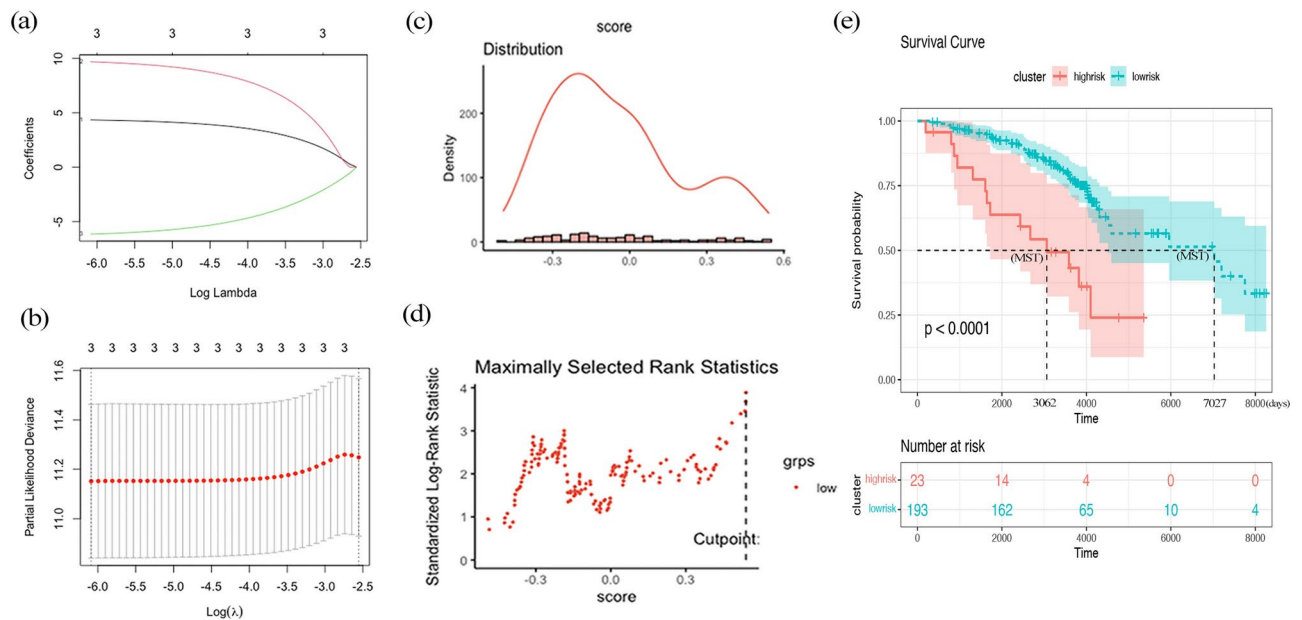 (a)
3 3 3 3
10
5
0
-5
Coefficients
-6.0 -5.5 -5.0 -4.5 -4.0 -3.5 -3.0 -2.5
Log Lambda
(b)
3 3 3 3 3 3 3 3 3 3 3 3 3
11.6
11.4
11.2
11.0
Partial Likelihood Deviance
-6.0 -5.5 -5.0 -4.5 -4.0 -3.5 -3.0 -2.5
Log(λ)
(c)
score
Distribution
200
100
0
Density
-0.3 0.0 0.3 0.6
(d)
Maximally Selected Rank Statistics
4
3
2
1
0
Standardized Log-Rank Statistic
grps
low
Cutpoint:
-0.3 0.0 0.3
score
(e)
Survival Curve
cluster highrisk lowrisk
1.00
0.75
0.50
0.25
0.00
Survival probability
(MST) (MST)
p < 0.0001
0 2000 3062 4000 6000 7027 8000(days)
Time
Number at risk
cluster
highrisk 23 14 4 0 0
lowrisk 193 162 65 10 4
0 2000 4000 6000 8000
Time